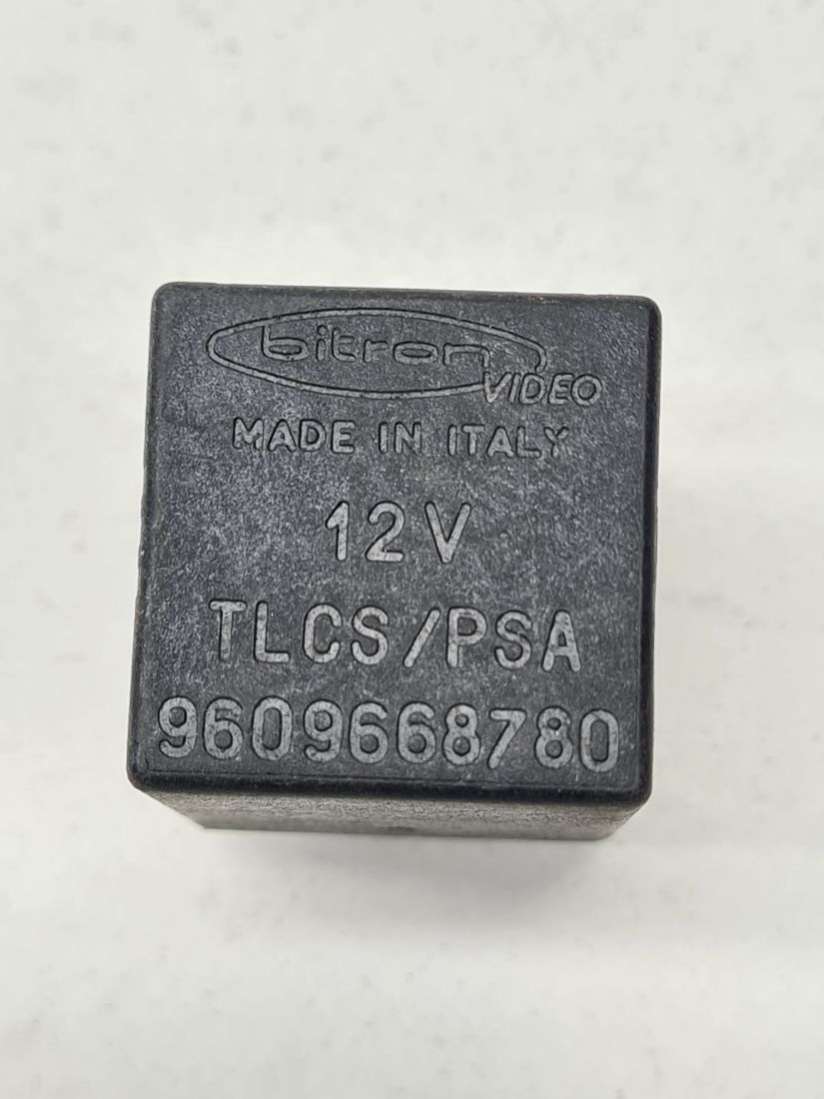 bitron
VIDEO
MADE IN ITALY
12V
TLCS/PSA
9609668780